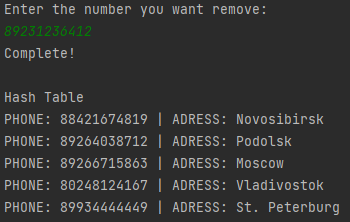 Enter the number you want remove:
89231236412
Complete!
Hash Table
PHONE: 88421674819 | ADRESS: Novosibirsk
PHONE: 89264038712 | ADRESS: Podolsk
PHONE: 89266715863 | ADRESS: Moscow
PHONE: 80248124167 | ADRESS: Vladivostok
PHONE: 89934444449 | ADRESS: St. Peterburg